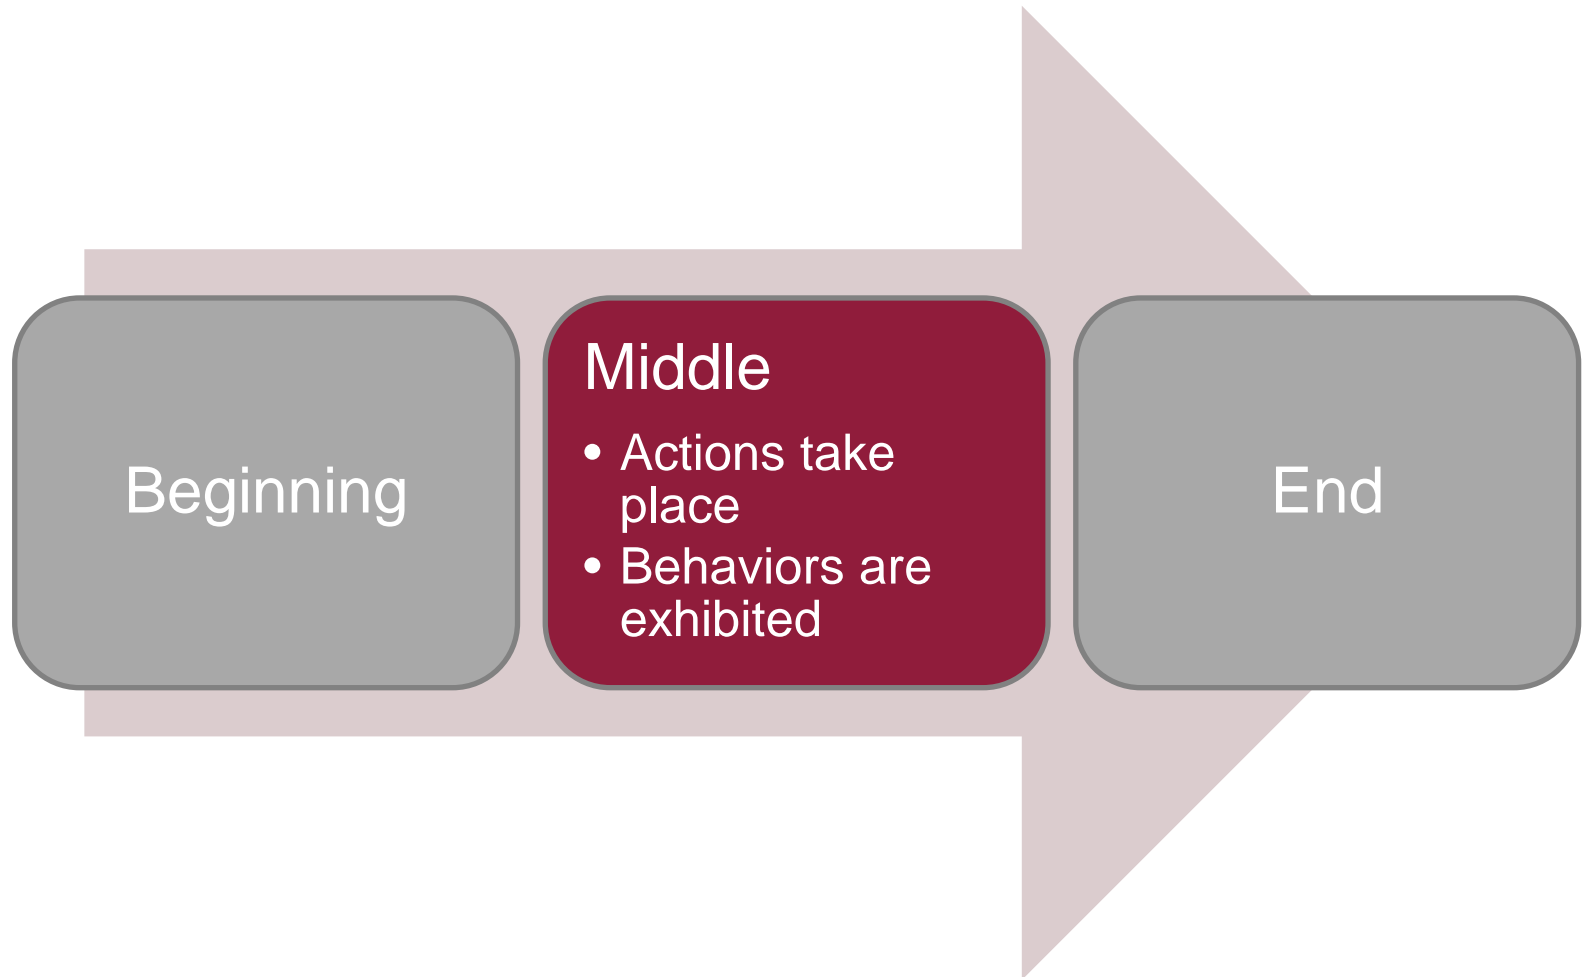 Beginning
Middle
• Actions take
place
• Behaviors are
exhibited
End